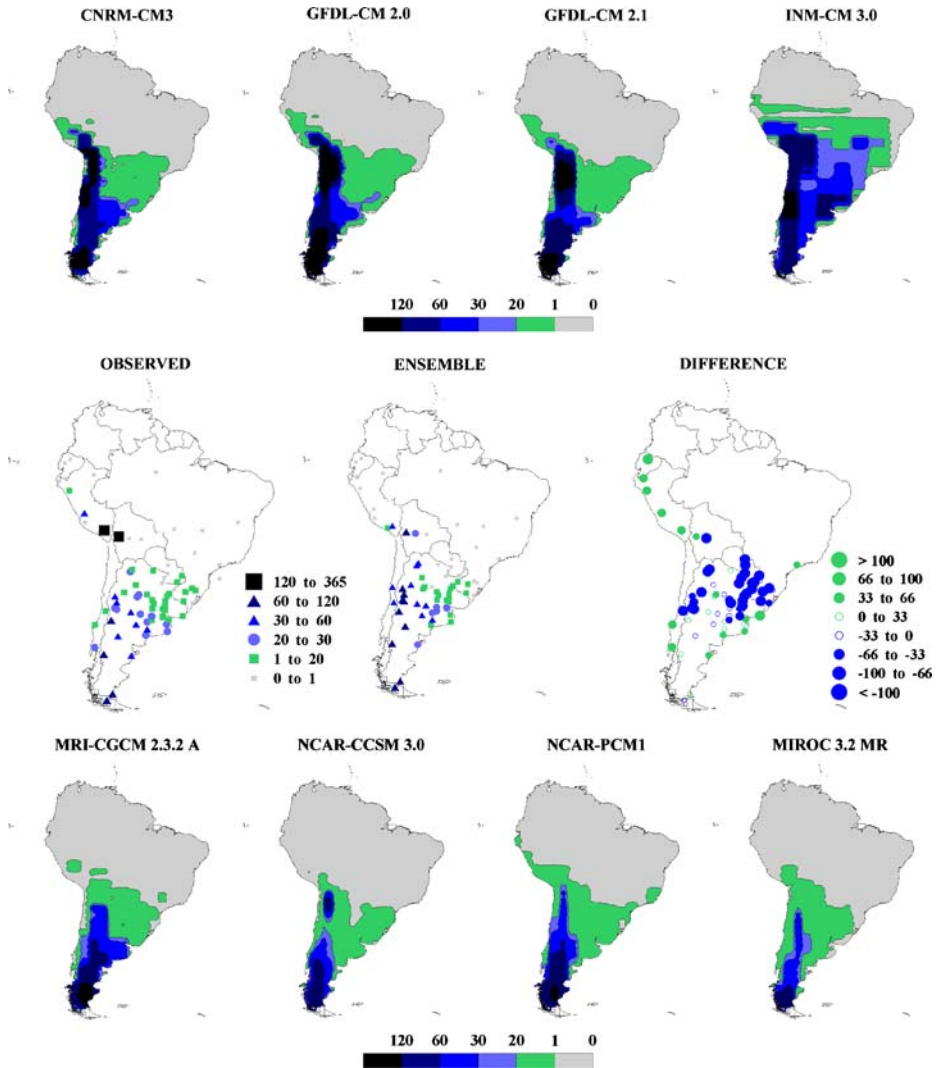 CNRM-CM3
GFDL-CM 2.0
GFDL-CM 2.1
INM-CM 3.0
120 60 30 20 1 0
OBSERVED
ENSEMBLE
DIFFERENCE
120 to 365
60 to 120
30 to 60
20 to 30
1 to 20
0 to 1
> 100
66 to 100
33 to 66
0 to 33
-33 to 0
-66 to -33
-100 to -66
< -100
MRI-CGCM 2.3.2 A
NCAR-CCSM 3.0
NCAR-PCM1
MIROC 3.2 MR
120 60 30 20 1 0